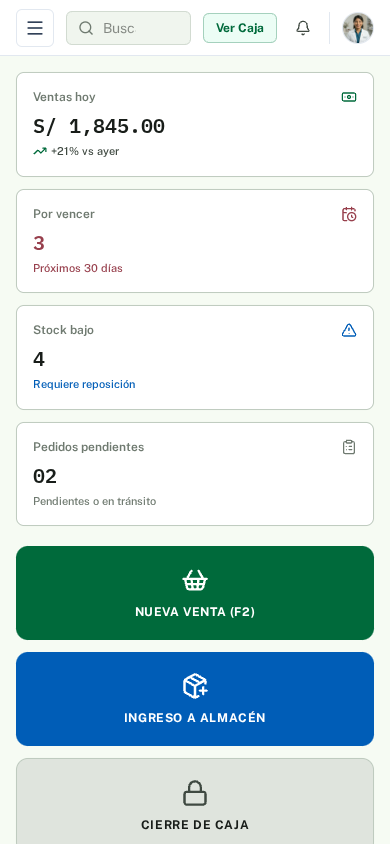 Busc
Ver Caja
Ventas hoy
S/ 1,845.00
+21% vs ayer
Por vencer
3
Próximos 30 días
Stock bajo
4
Requiere reposición
Pedidos pendientes
02
Pendientes o en tránsito
NUEVA VENTA (F2)
INGRESO A ALMACÉN
CIERRE DE CAJA